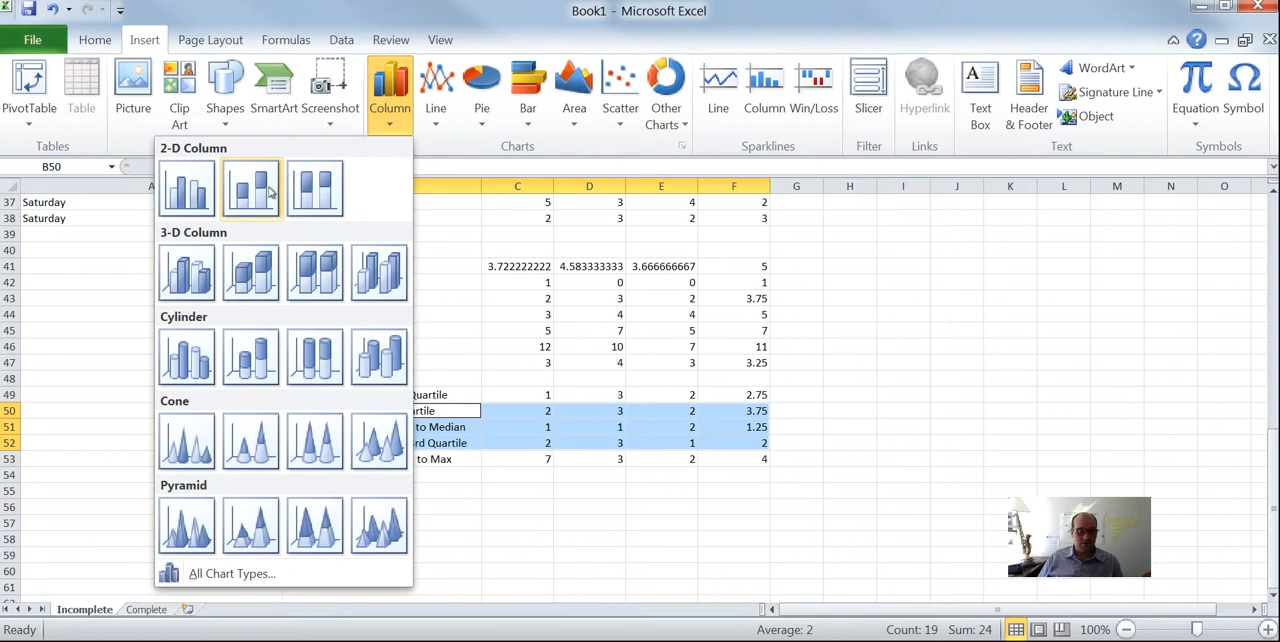 Book1 - Microsoft Excel
File Home Insert Page Layout Formulas Data Review View
PivotTable Table Picture Clip Art Shapes SmartArt Screenshot Column Line Pie Bar Area Scatter Other Charts Line Column Win/Loss Slicer Hyperlink Text Box Header & Footer WordArt Signature Line Object Equation Symbol
Tables Charts Sparklines Filter Links Text Symbols
B50
2-D Column
3-D Column
Cylinder
Cone
Pyramid
All Chart Types...
A C D E F G H I J K L M N O
37 Saturday 5 3 4 2
38 Saturday 2 3 2 3
39
40
41 3.722222222 4.583333333 3.666666667 5
42 1 0 0 1
43 2 3 2 3.75
44 3 4 4 5
45 5 7 5 7
46 12 10 7 11
47 3 4 3 3.25
48
49 Quartile 1 3 2 2.75
50 artile 2 3 2 3.75
51 to Median 1 1 2 1.25
52 3rd Quartile 2 3 1 2
53 to Max 7 3 2 4
54
55
56
57
58
59
60
61
Incomplete Complete
Ready Average: 2 Count: 19 Sum: 24 100%